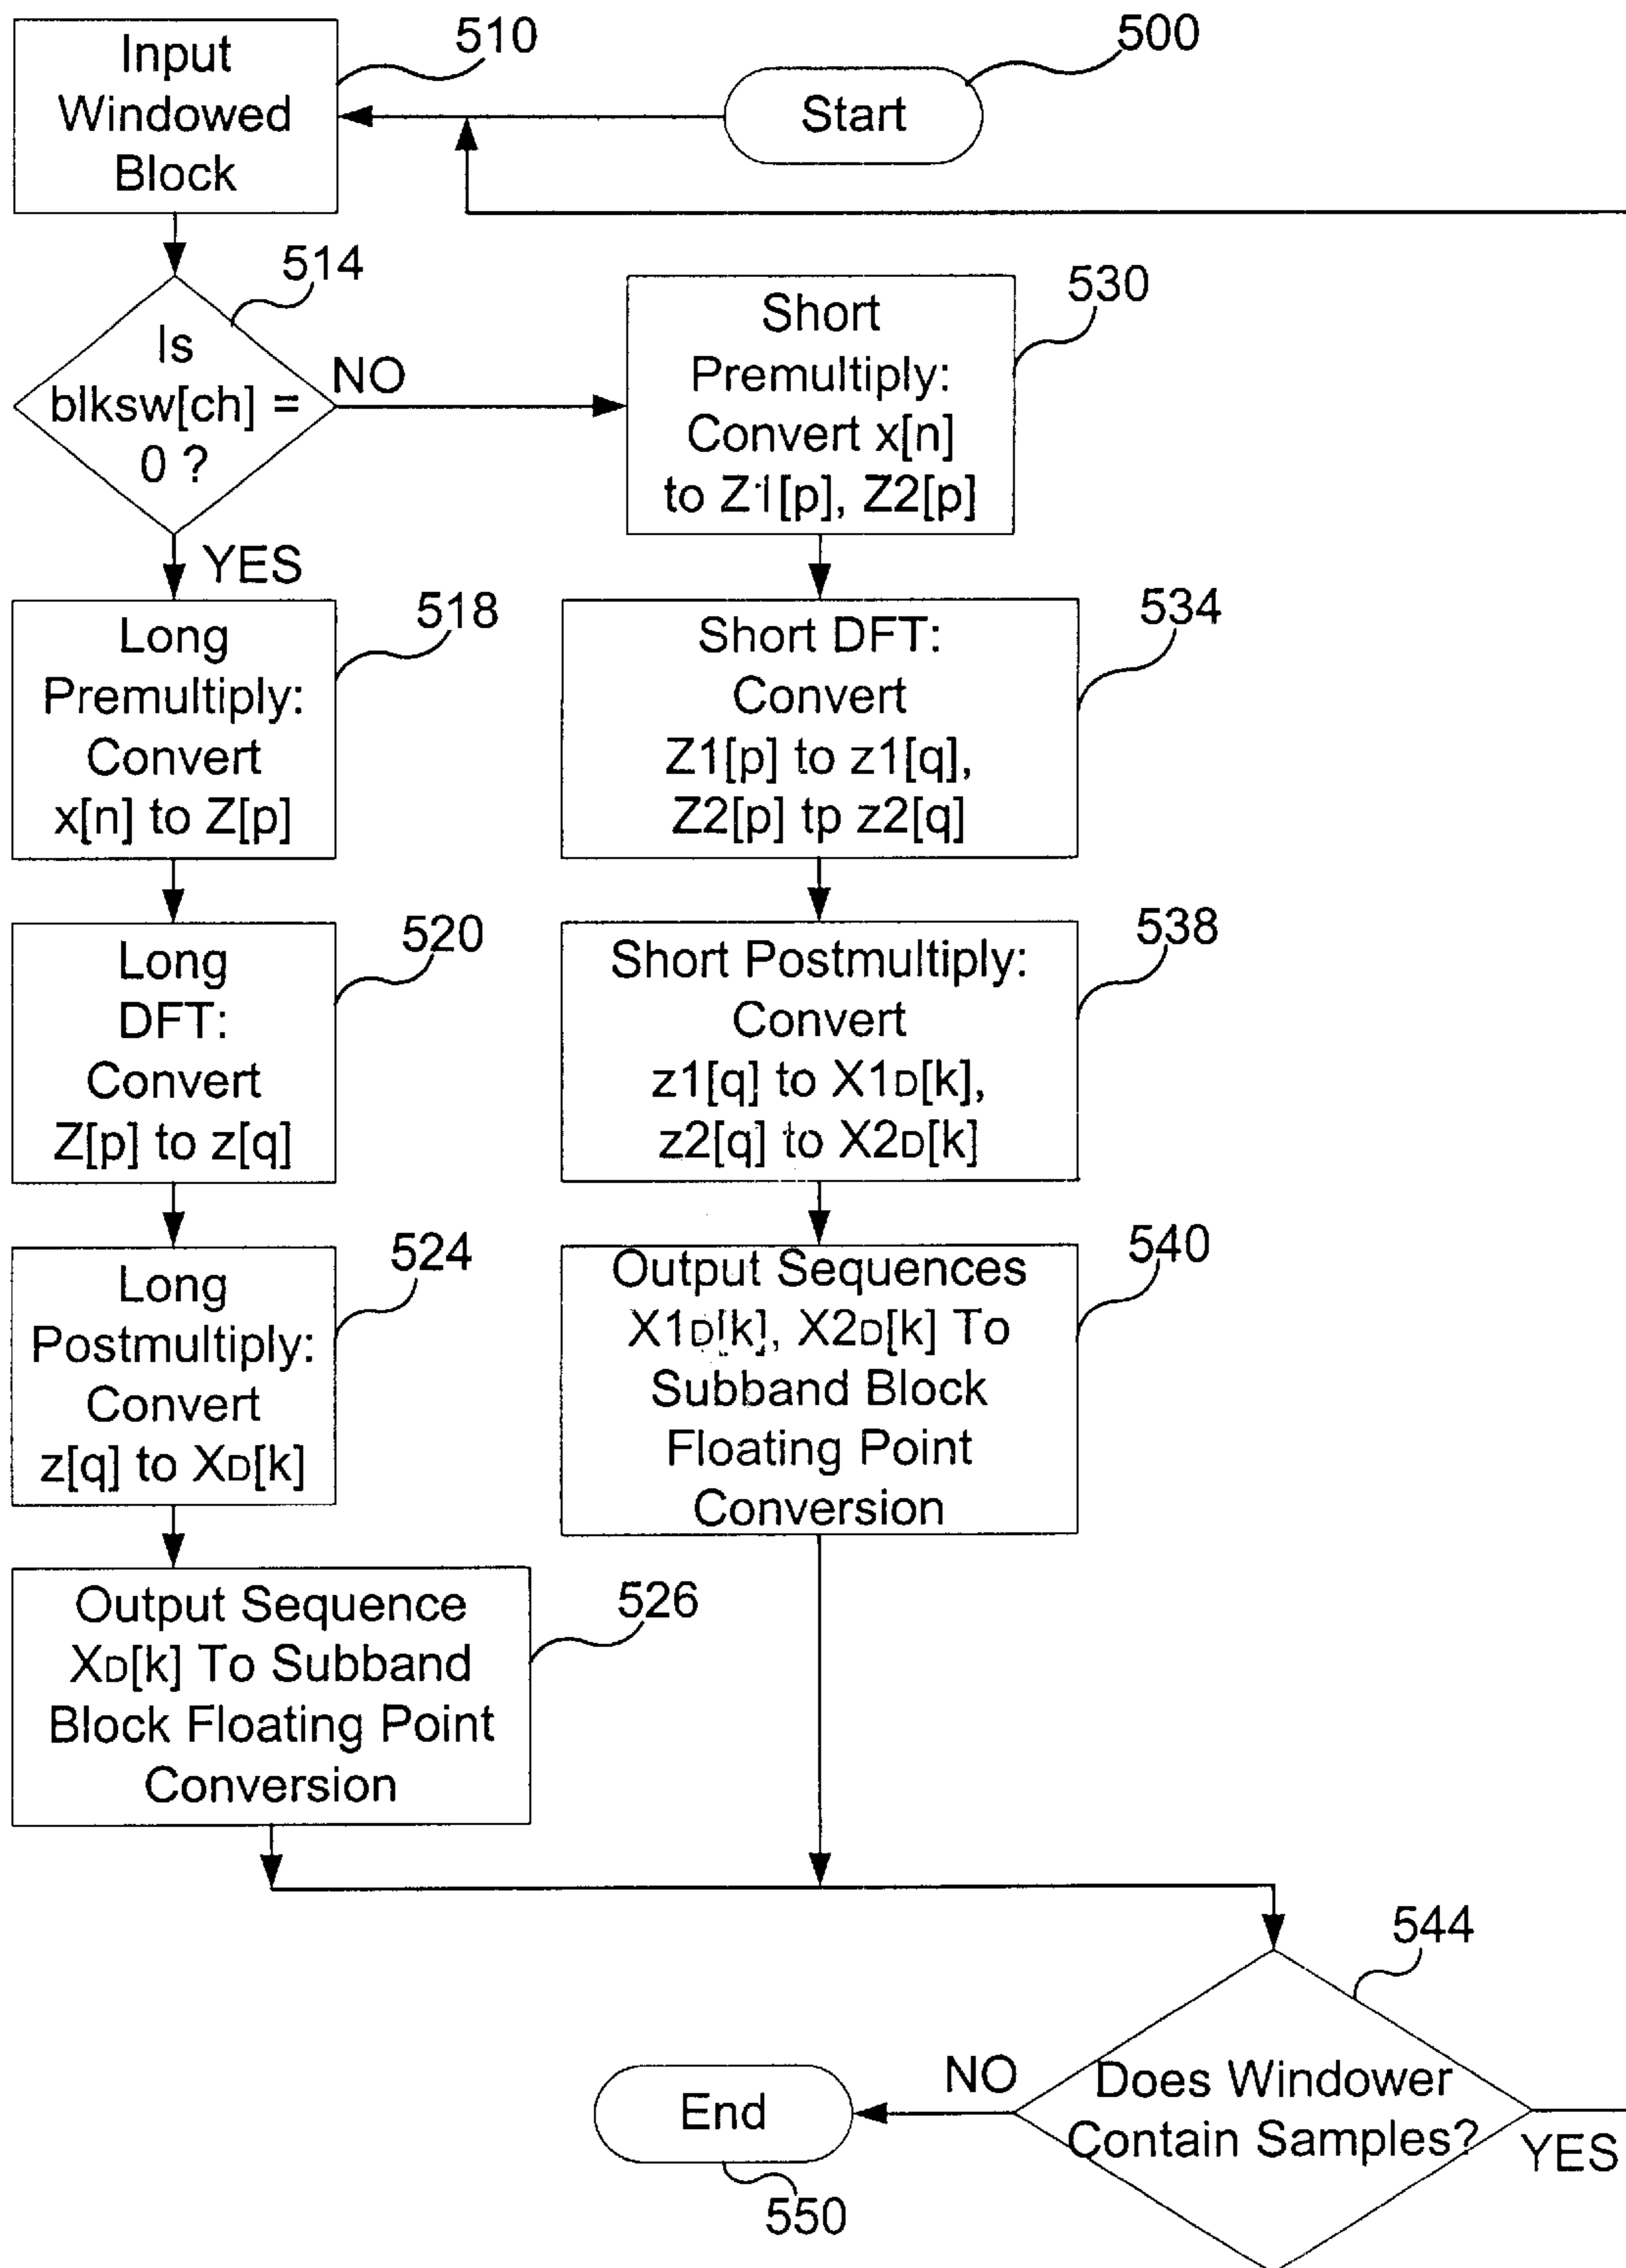 Input
Windowed
Block
510
Start
500
514
Is
blksw[ch] =
0 ?
NO
YES
Short
Premultiply:
Convert x[n]
to Z1[p], Z2[p]
530
Long
Premultiply:
Convert
x[n] to Z[p]
518
Short DFT:
Convert
Z1[p] to z1[q],
Z2[p] tp z2[q]
534
Long
DFT:
Convert
Z[p] to z[q]
520
Short Postmultiply:
Convert
z1[q] to X1D[k],
z2[q] to X2D[k]
538
Long
Postmultiply:
Convert
z[q] to XD[k]
524
Output Sequences
X1D[k], X2D[k] To
Subband Block
Floating Point
Conversion
540
Output Sequence
XD[k] To Subband
Block Floating Point
Conversion
526
544
Does Windower
Contain Samples?
NO
YES
End
550